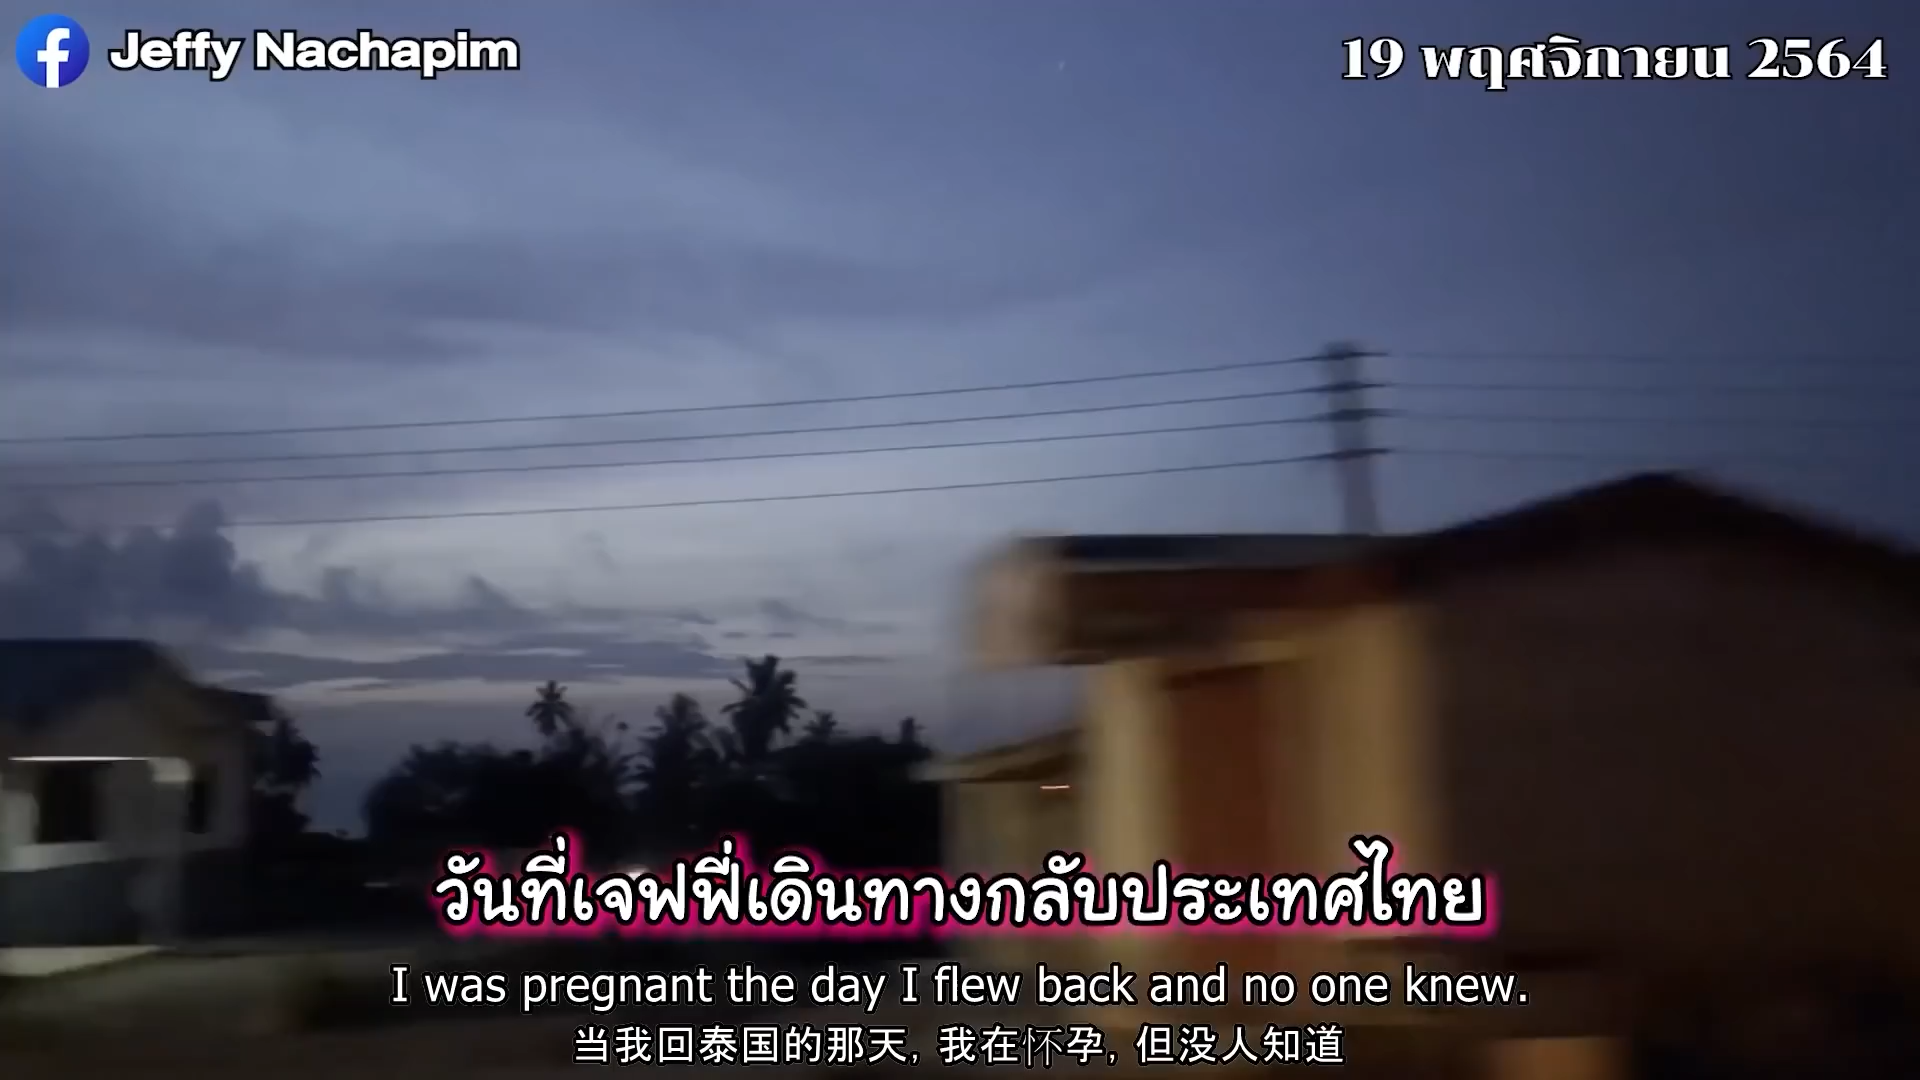 Jeffy Nachapim
19 พฤศจิกายน 2564
วันที่เจฟฟี่เดินทางกลับประเทศไทย
I was pregnant the day I flew back and no one knew.
当我回泰国的那天, 我在怀孕, 但没人知道